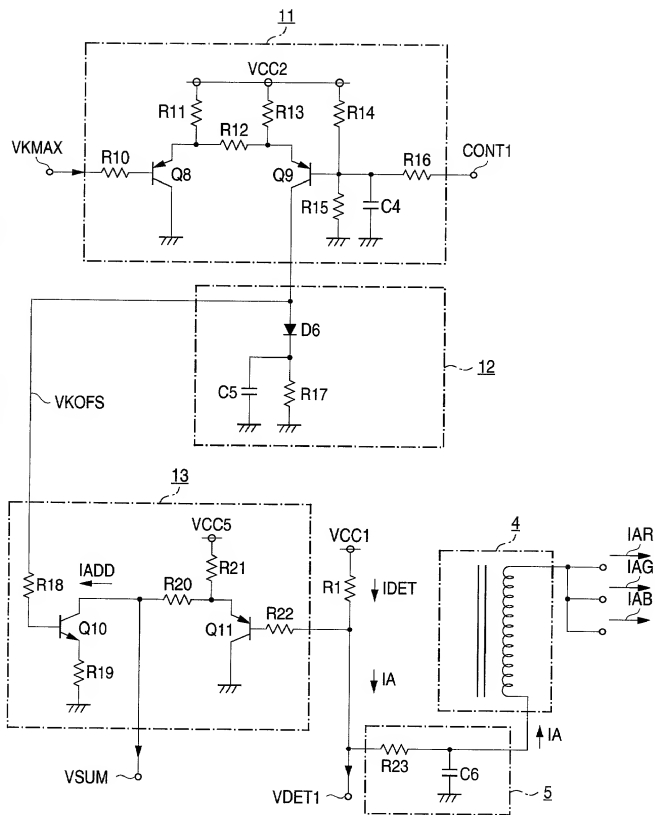 11
VCC2
R11
R13
R14
R12
VKMAX
R10
R16
CONT1
Q8
Q9
R15
C4
D6
C5
R17
12
VKOFS
13
VCC5
VCC1
4
IAR
R18
IADD
R20
R21
R1
IDET
IAG
IAB
Q10
Q11
R22
R19
IA
IA
R23
C6
VSUM
VDET1
5